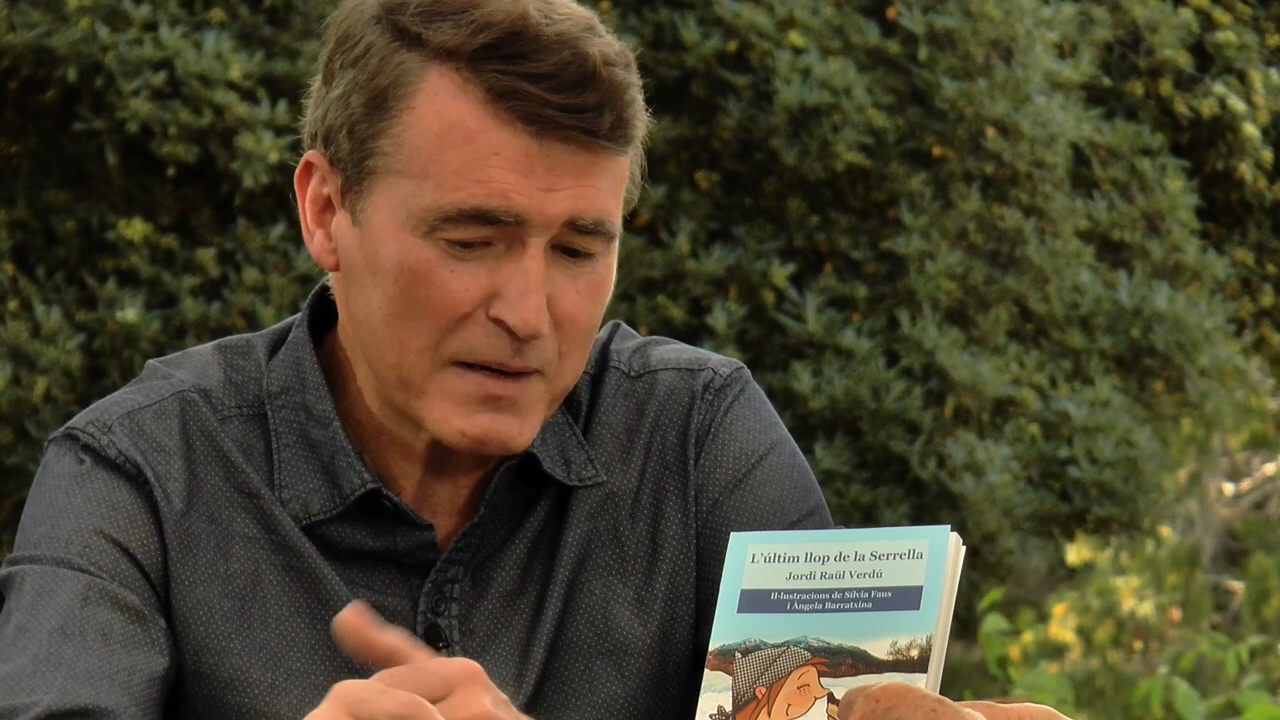 L'últim llop de la Serrella
Jordi Raül Verdú
Il·lustracions de Sílvia Faus
i Àngela Barratxina